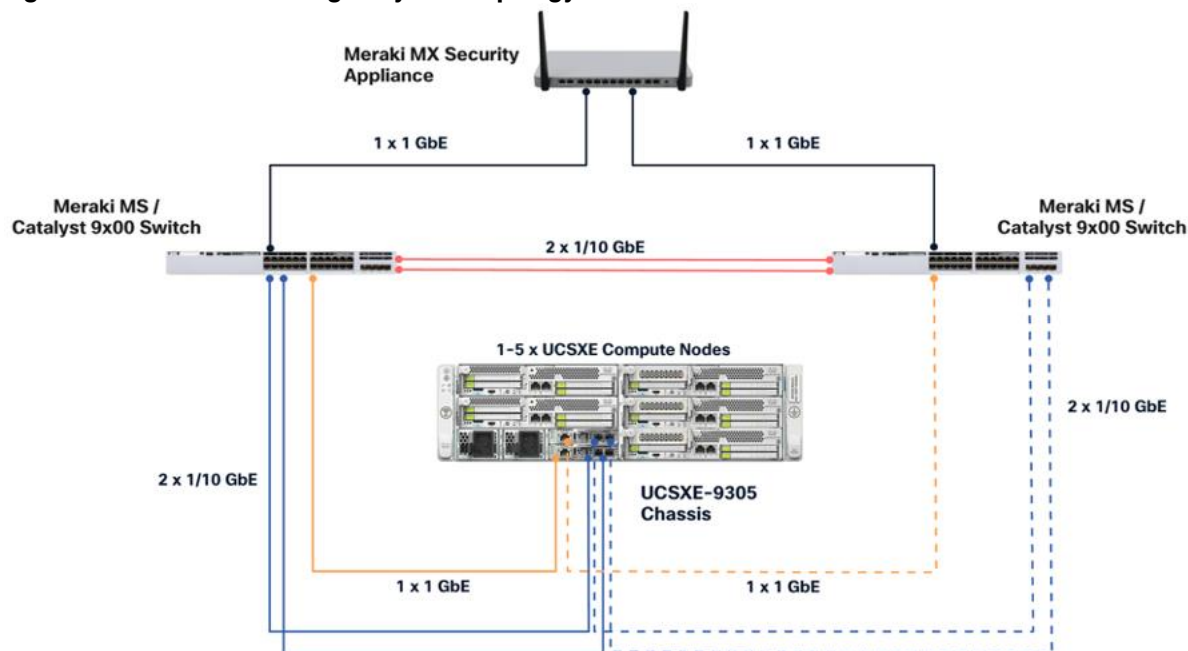 Meraki MX Security
Appliance
1 x 1 GbE
1 x 1 GbE
Meraki MS /
Catalyst 9x00 Switch
Meraki MS /
Catalyst 9x00 Switch
2 x 1/10 GbE
1-5 x UCSXE Compute Nodes
2 x 1/10 GbE
2 x 1/10 GbE
UCSXE-9305
Chassis
1 x 1 GbE
1 x 1 GbE